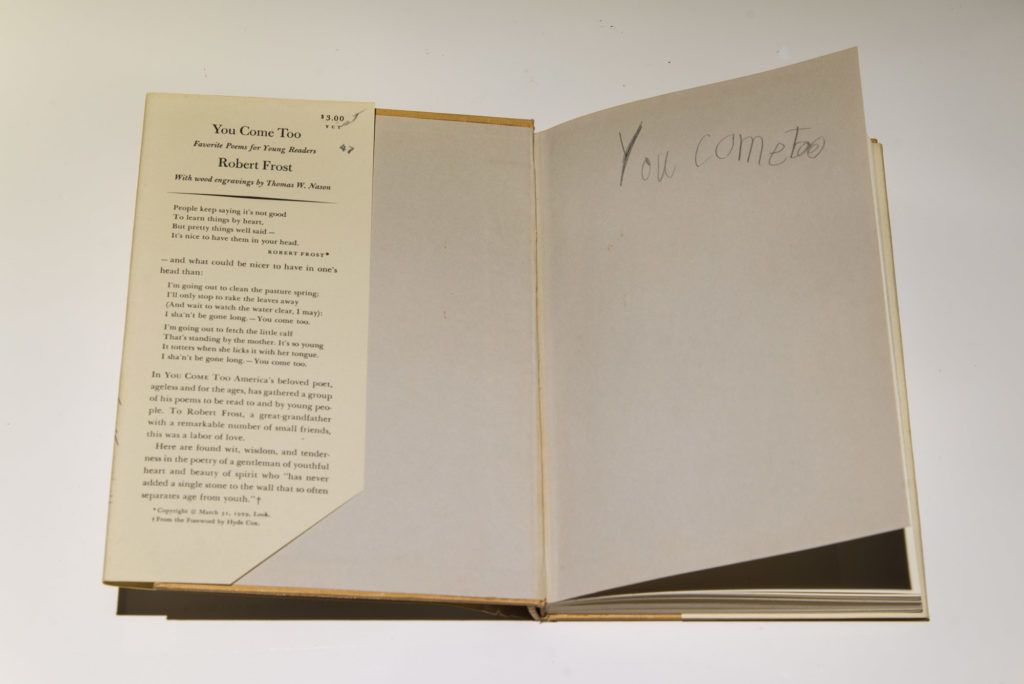 $3.00
Y.C.T.
You Come Too
47
Favorite Poems for Young Readers
Robert Frost
With wood engravings by Thomas W. Nason
People keep saying it's not good
To learn things by heart.
But pretty things well said—
It's nice to have them in your head.
ROBERT FROST*
—and what could be nicer to have in one's
head than:
I'm going out to clean the pasture spring;
I'll only stop to rake the leaves away
(And wait to watch the water clear, I may):
I sha'n't be gone long.—You come too.
I'm going out to fetch the little calf
That's standing by the mother. It's so young
It totters when she licks it with her tongue.
I sha'n't be gone long.—You come too.
In YOU COME TOO America's beloved poet,
ageless and for the ages, has gathered a group
of his poems to be read to and by young peo-
ple. To Robert Frost, a great-grandfather
with a remarkable number of small friends,
this was a labor of love.
Here are found wit, wisdom, and tender-
ness in the poetry of a gentleman of youthful
heart and beauty of spirit who "has never
added a single stone to the wall that so often
separates age from youth."†
*Copyright © March 31, 1959, Look.
†From the Foreword by Hyde Cox.
You come too